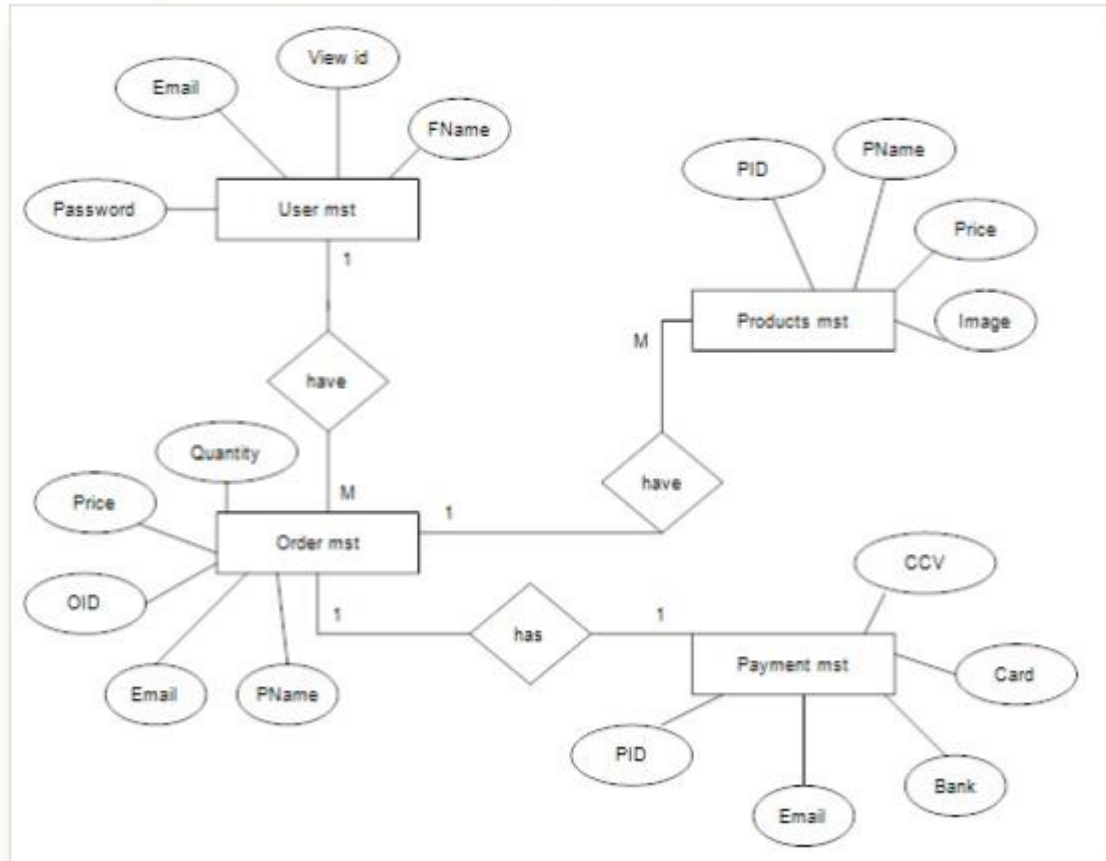 View id
Email
FName
Password
User mst
1
have
M
PID
PName
Price
Image
Products mst
M
have
1
Quantity
Price
OID
Email
PName
Order mst
1
has
1
CCV
Payment mst
Card
PID
Email
Bank